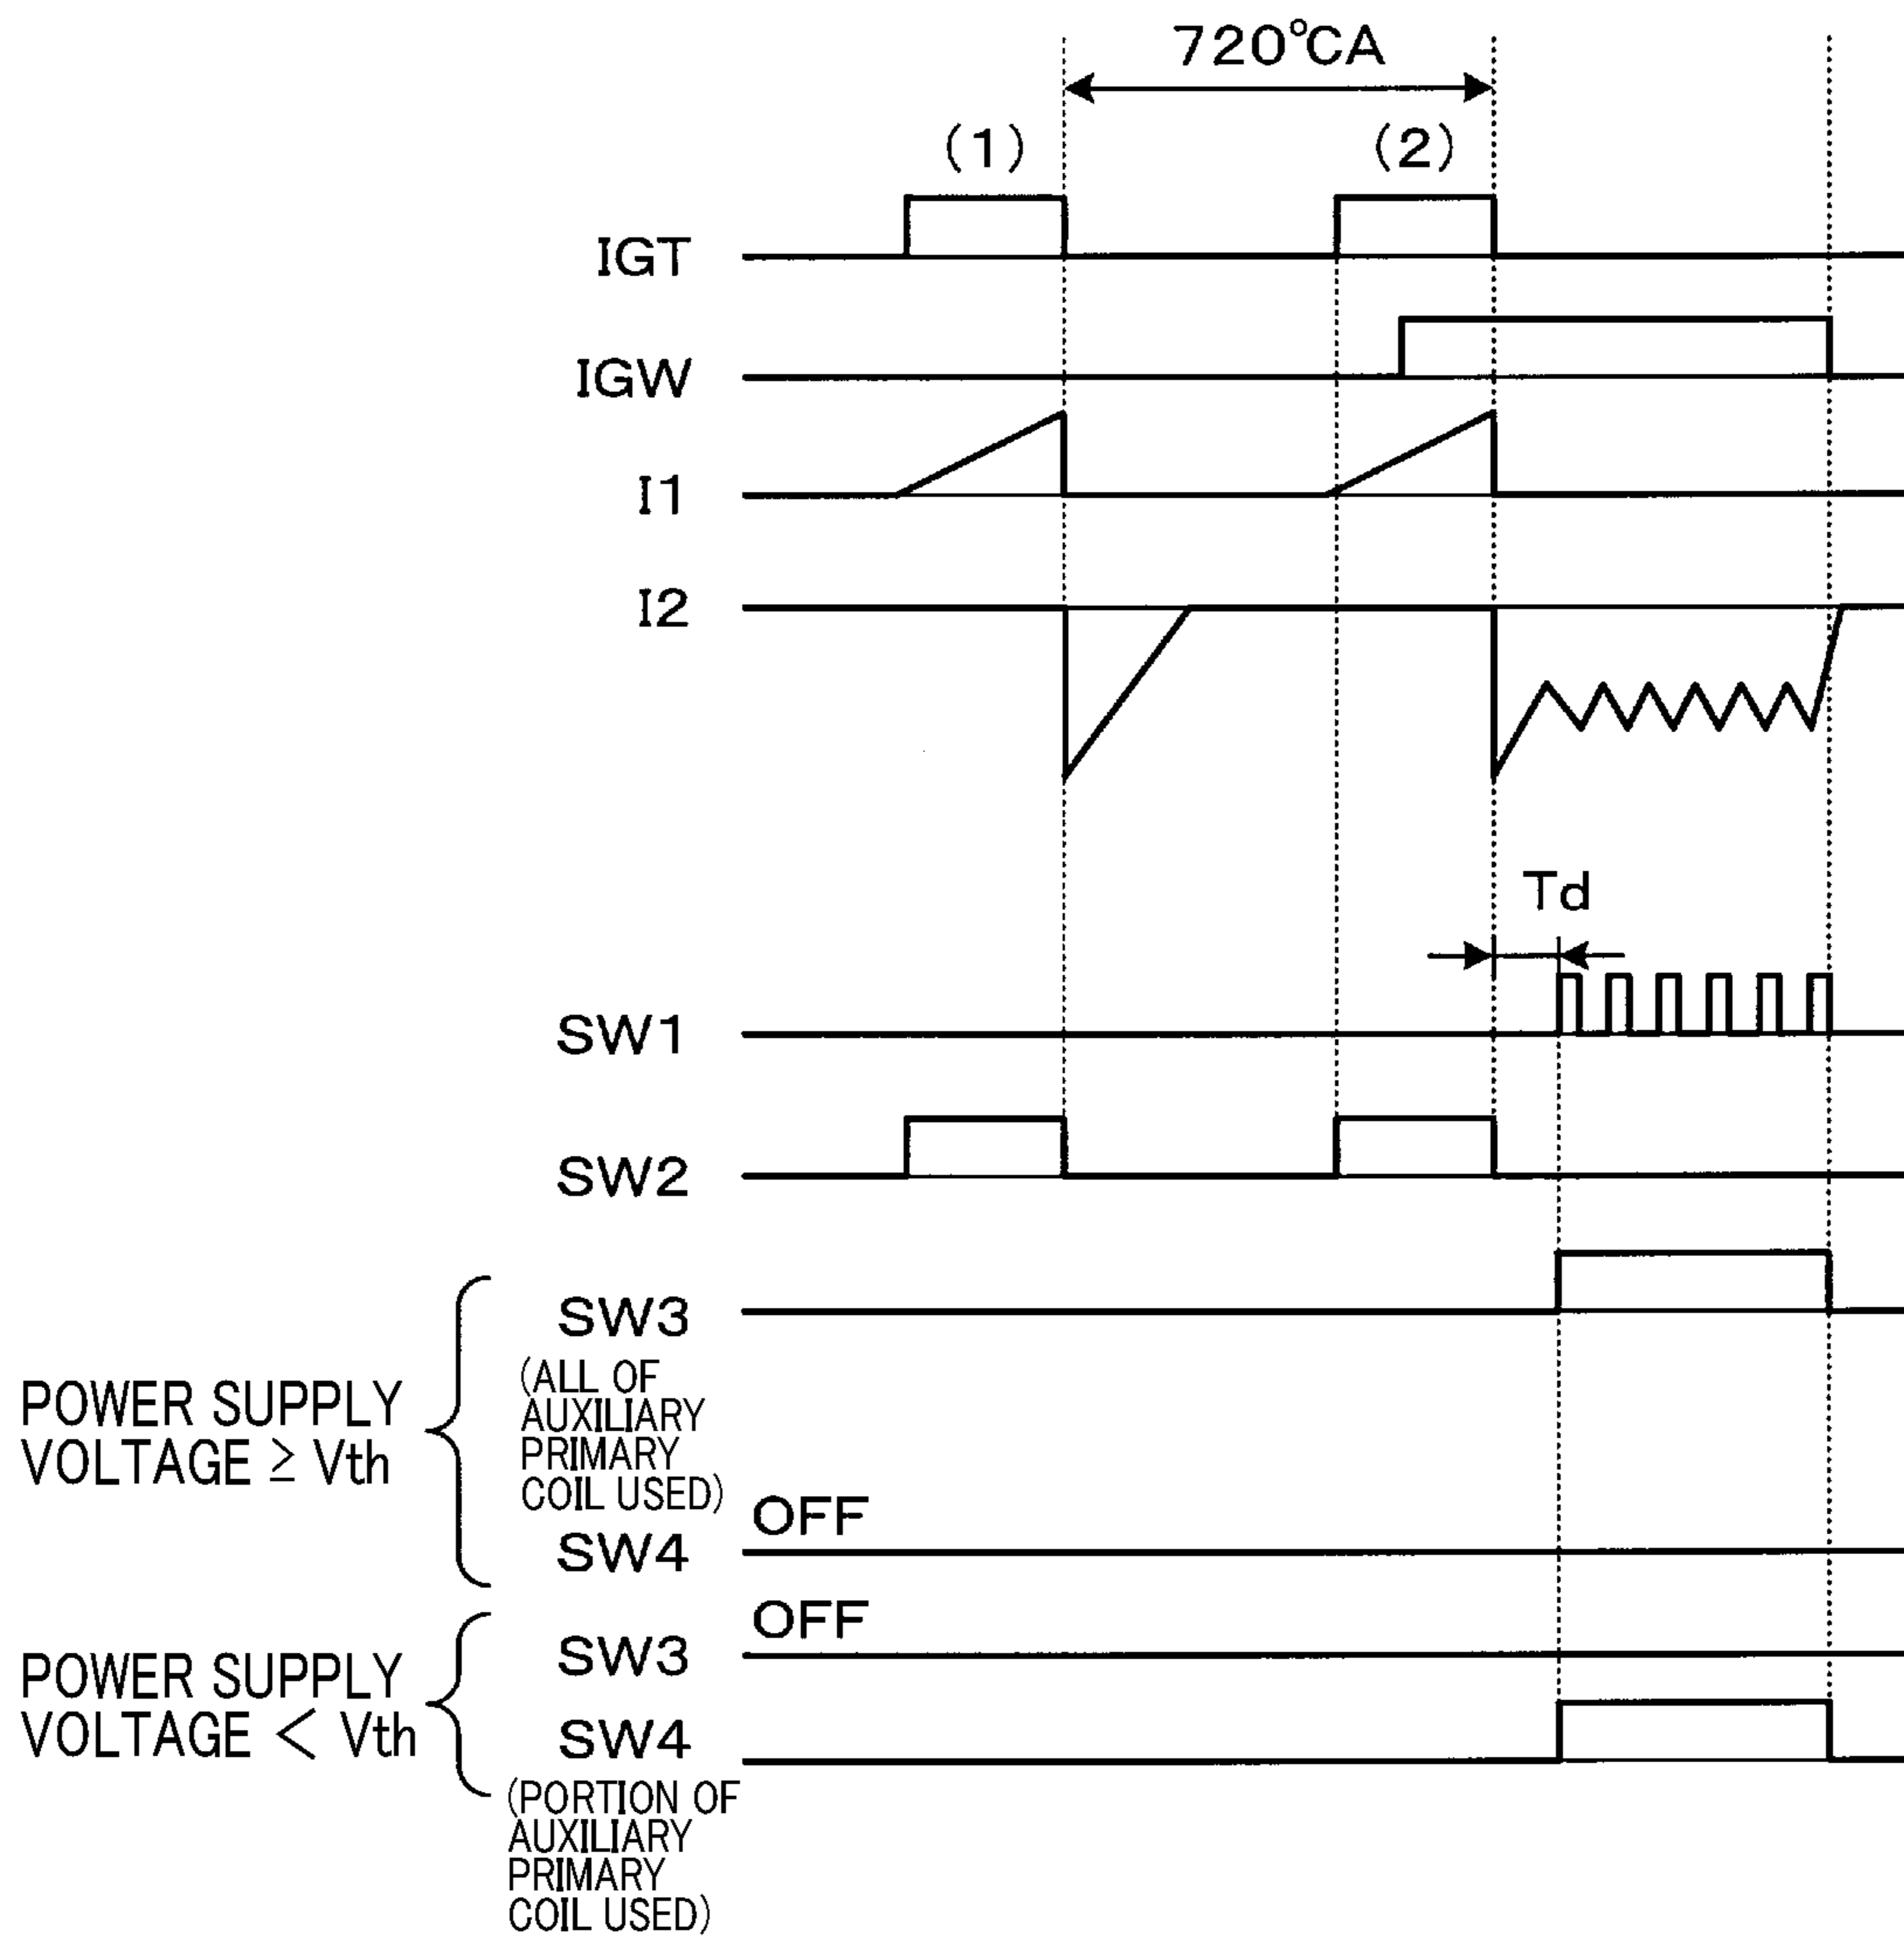 720°CA
(1)
(2)
IGT
IGW
I1
I2
Td
SW1
SW2
SW3
(ALL OF
AUXILIARY
PRIMARY
COIL USED)
POWER SUPPLY
VOLTAGE ≥ Vth
OFF
SW4
OFF
SW3
POWER SUPPLY
VOLTAGE < Vth
SW4
(PORTION OF
AUXILIARY
PRIMARY
COIL USED)